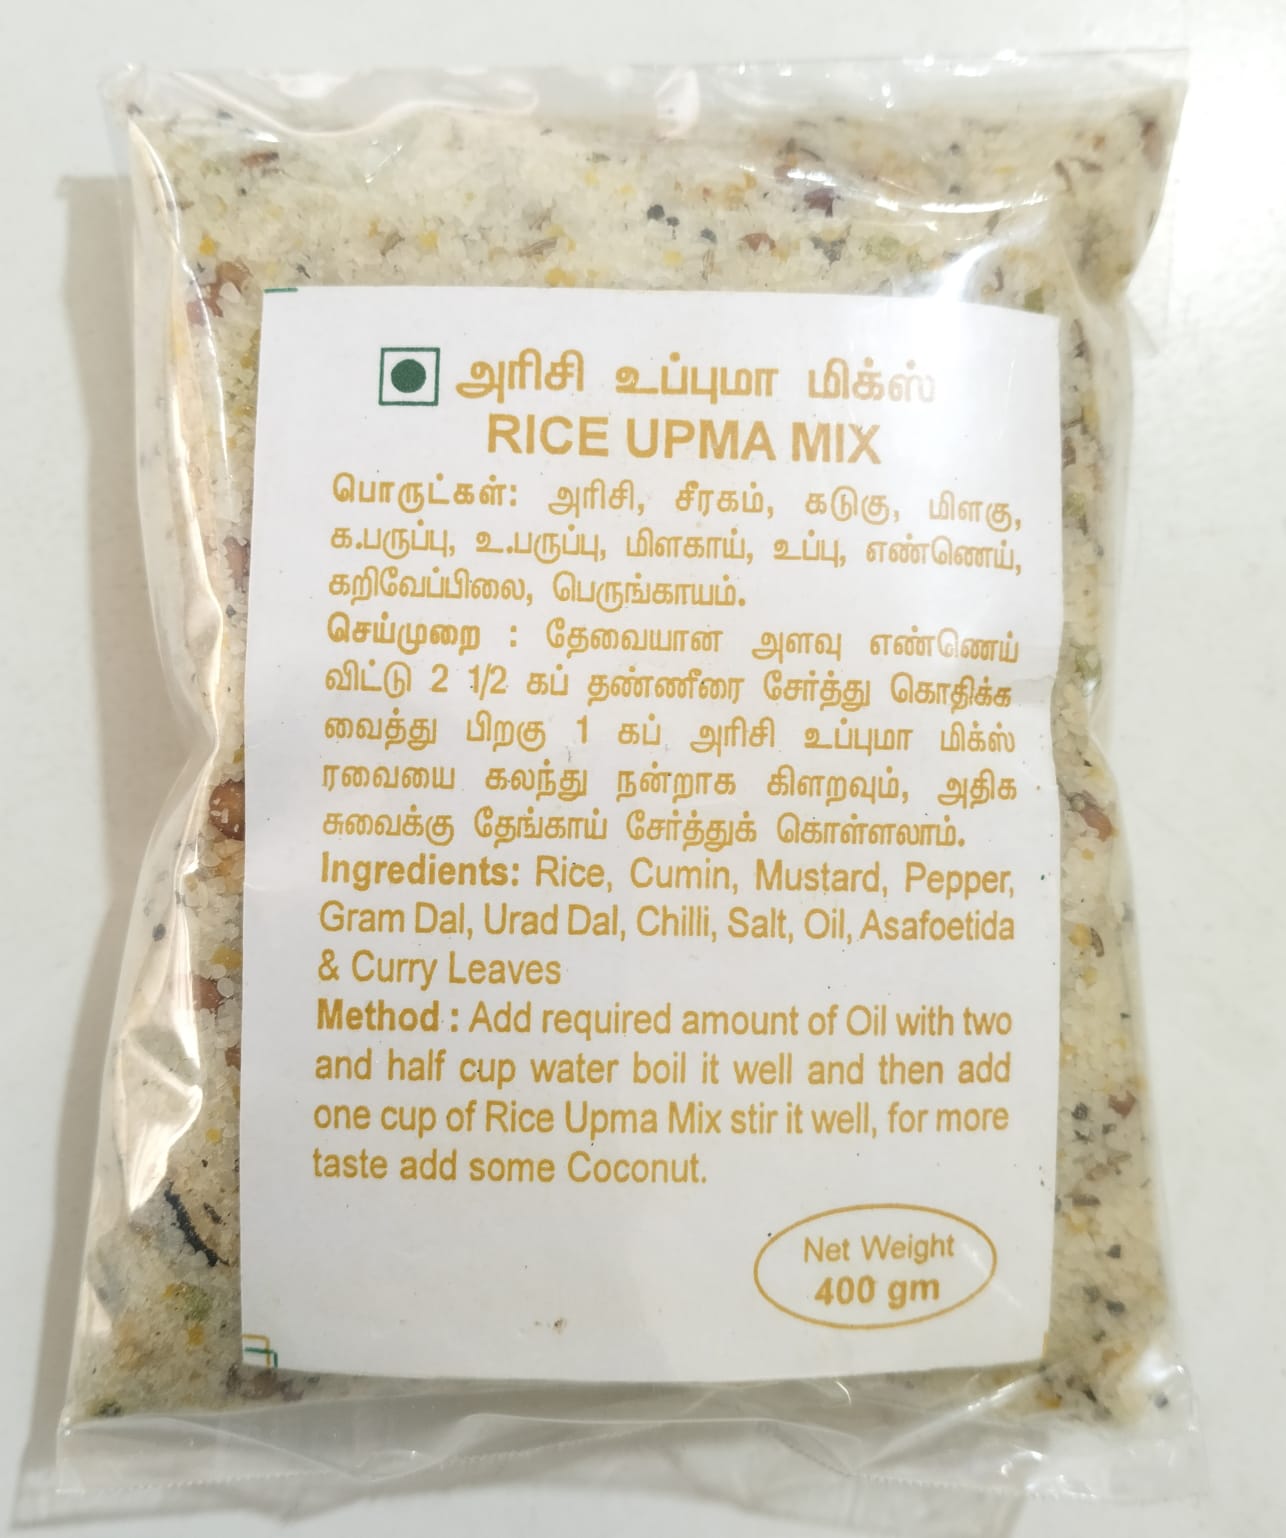 அரிசி உப்புமா மிக்ஸ்
RICE UPMA MIX
பொருட்கள்: அரிசி, சீரகம், கடுகு, மிளகு,
க.பருப்பு, உ.பருப்பு, மிளகாய், உப்பு, எண்ணெய்,
கறிவேப்பிலை, பெருங்காயம்.
செய்முறை : தேவையான அளவு எண்ணெய்
விட்டு 2 1/2 கப் தண்ணீரை சேர்த்து கொதிக்க
வைத்து பிறகு 1 கப் அரிசி உப்புமா மிக்ஸ்
ரவையை கலந்து நன்றாக கிளறவும், அதிக
சுவைக்கு தேங்காய் சேர்த்துக் கொள்ளலாம்.
Ingredients: Rice, Cumin, Mustard, Pepper,
Gram Dal, Urad Dal, Chilli, Salt, Oil, Asafoetida
& Curry Leaves
Method : Add required amount of Oil with two
and half cup water boil it well and then add
one cup of Rice Upma Mix stir it well, for more
taste add some Coconut.
Net Weight
400 gm